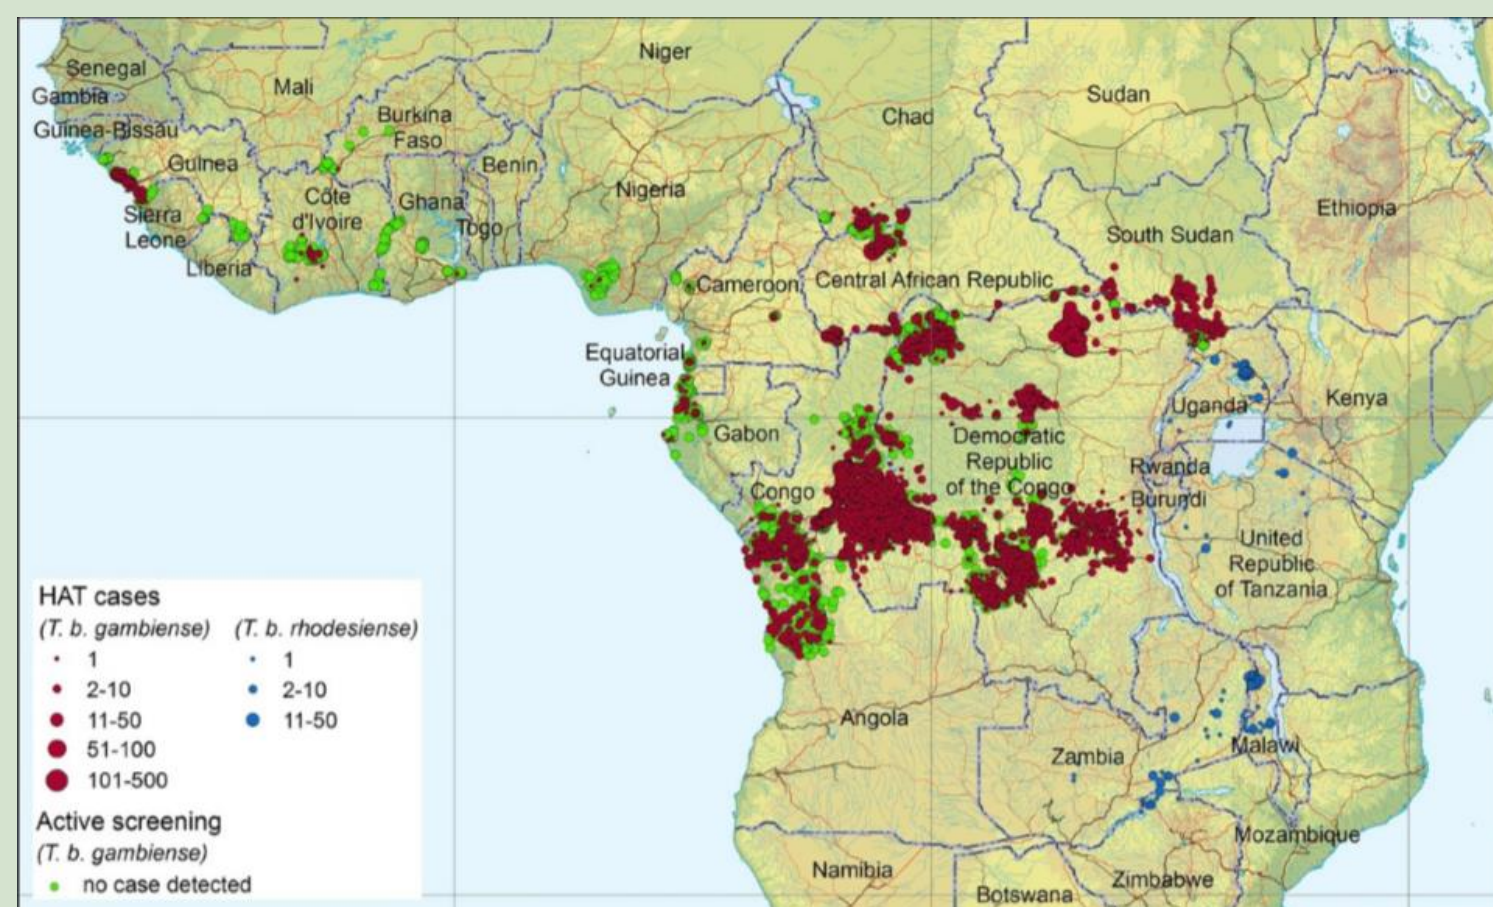 Niger
Senegal
Mali
Sudan
Gambia
Chad
Burkina
Faso
Guinea-Bissau
Guinea
Benin
Nigeria
Côte
d'Ivoire
Ghana
Togo
Ethiopia
Sierra
Leone
South Sudan
Liberia
Cameroon
Central African Republic
Equatorial
Guinea
Uganda
Kenya
Gabon
Democratic
Republic
of the Congo
Rwanda
Congo
Burundi
United
Republic
of Tanzania
Angola
Zambia
Malawi
Mozambique
Namibia
Botswana
Zimbabwe
HAT cases
(T. b. gambiense) (T. b. rhodesiense)
1 1
2-10 2-10
11-50 11-50
51-100
101-500
Active screening
(T. b. gambiense)
no case detected